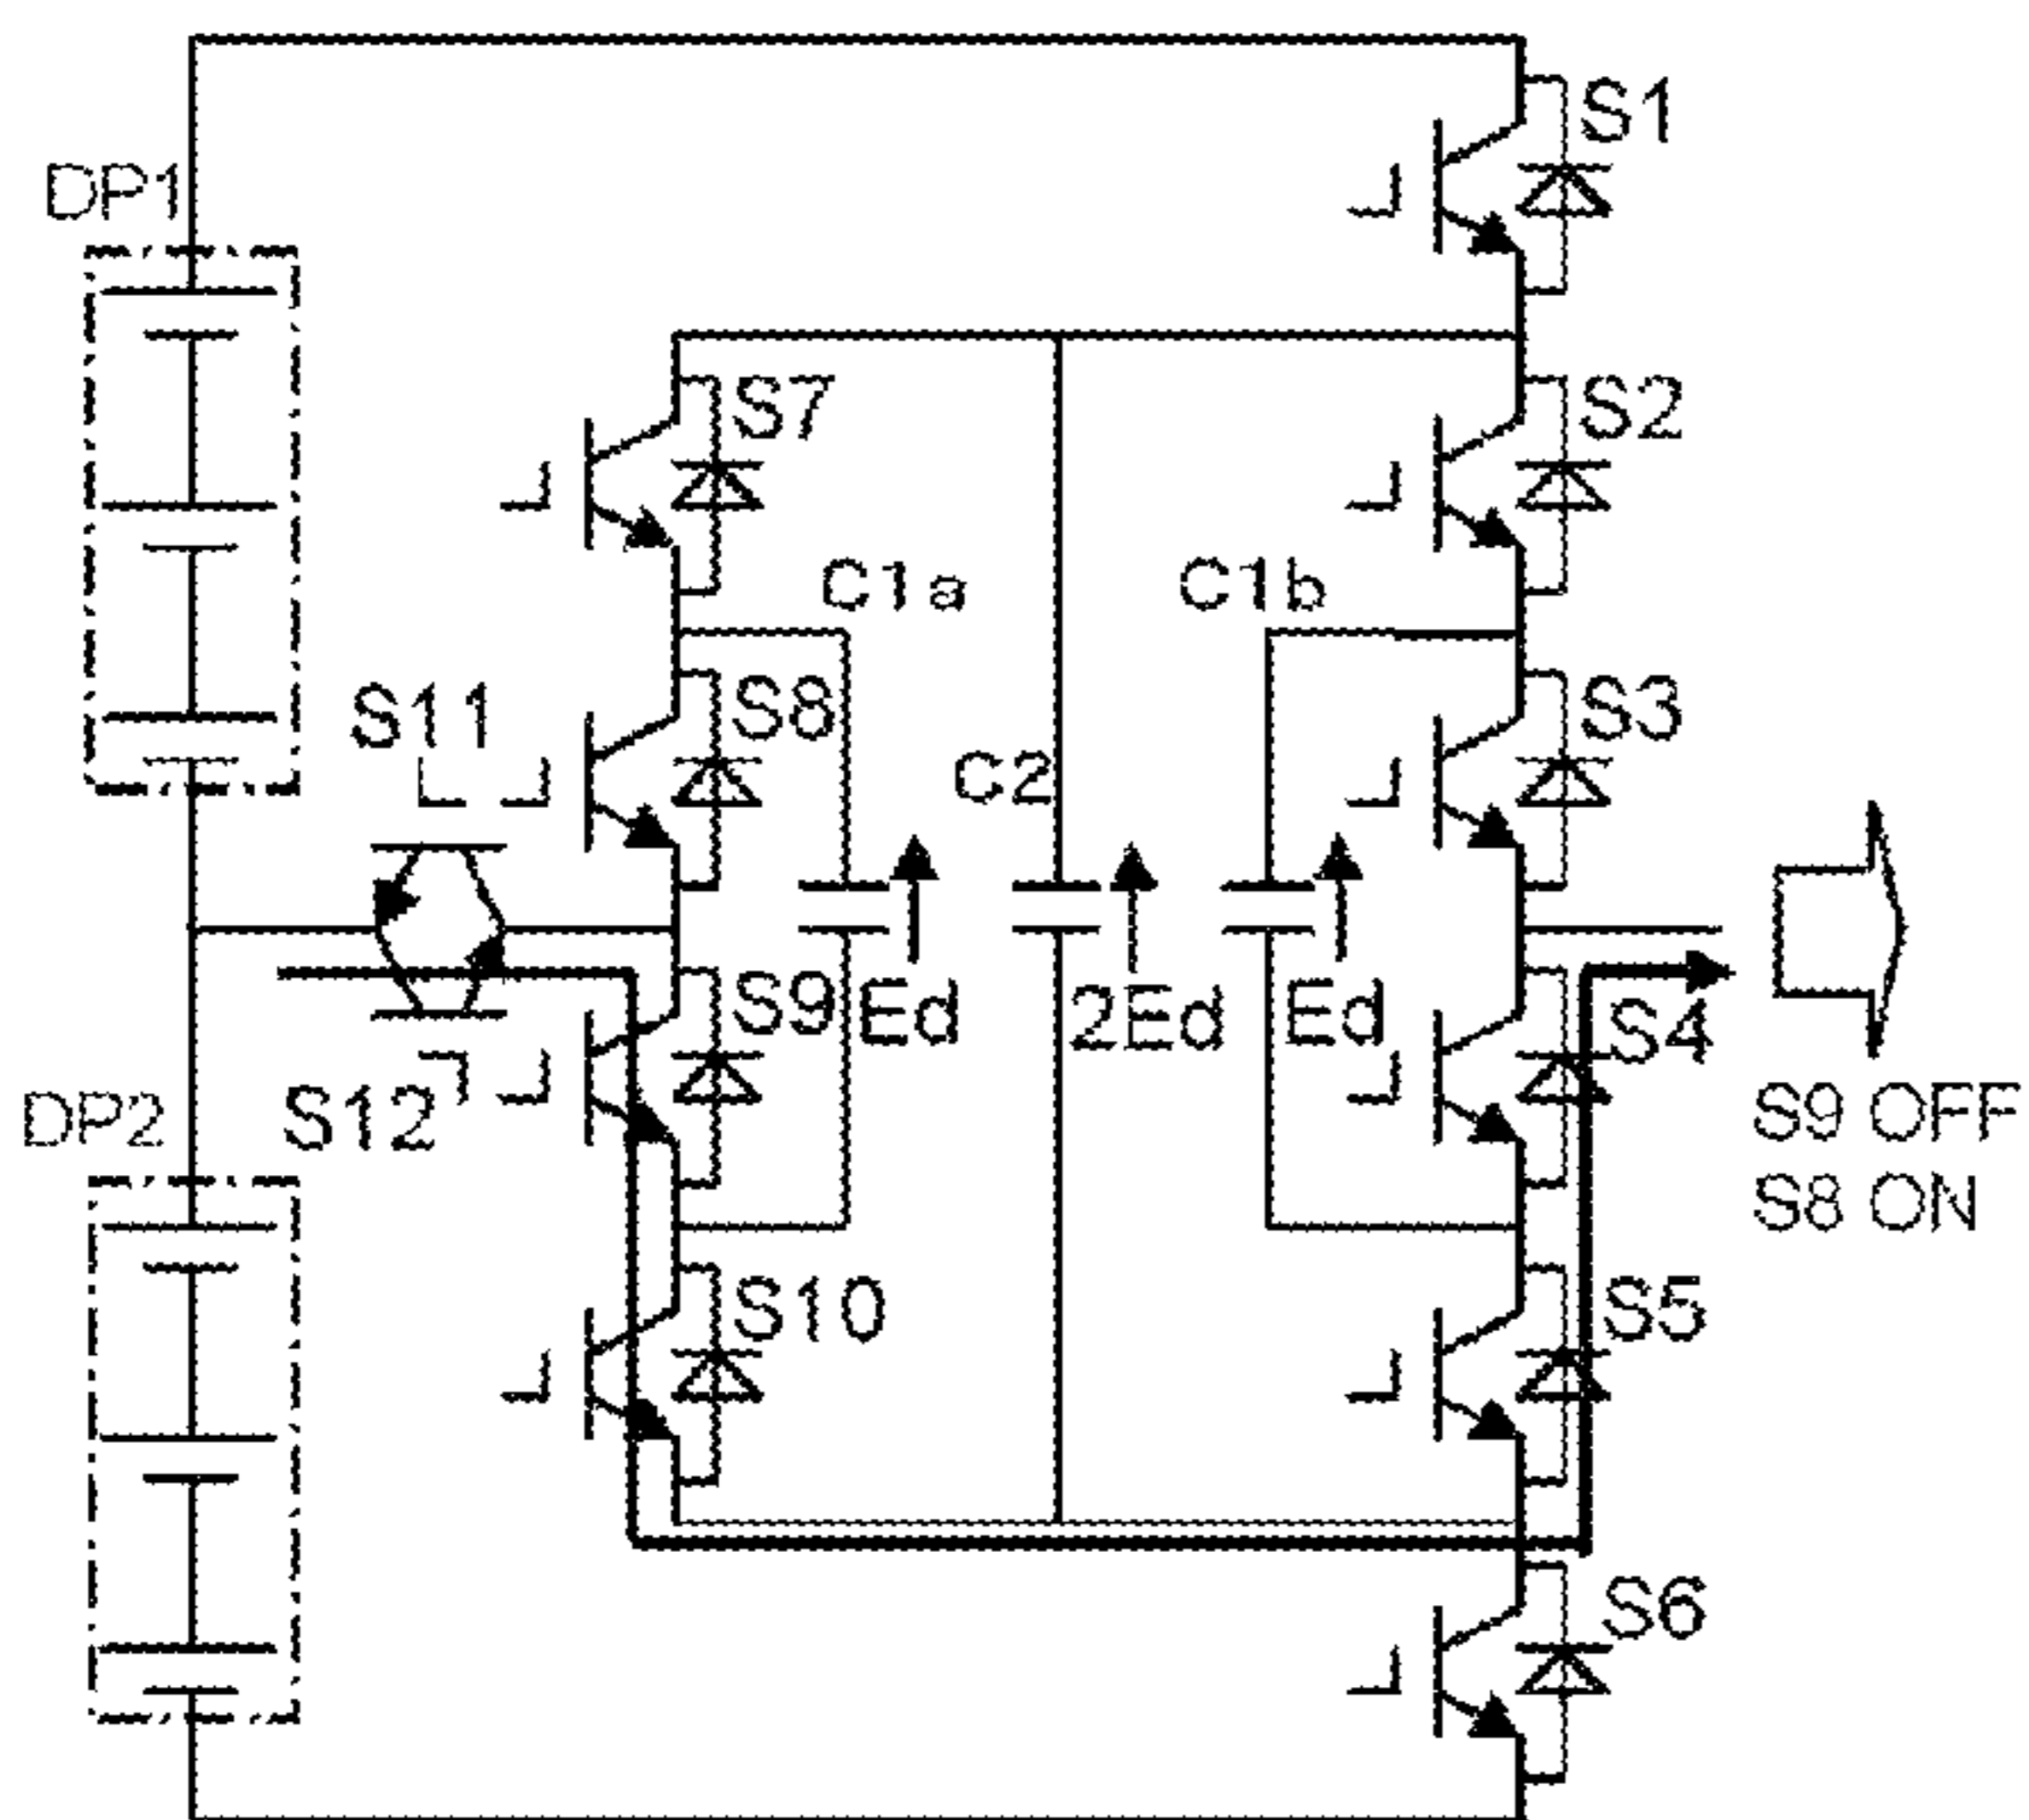 S1
DP1
S7
S2
C1a
C1b
S11
S8
S3
C2
S9
Ed
2Ed
Ed
S4
DP2
S12
S9 OFF
S8 ON
S10
S5
S6